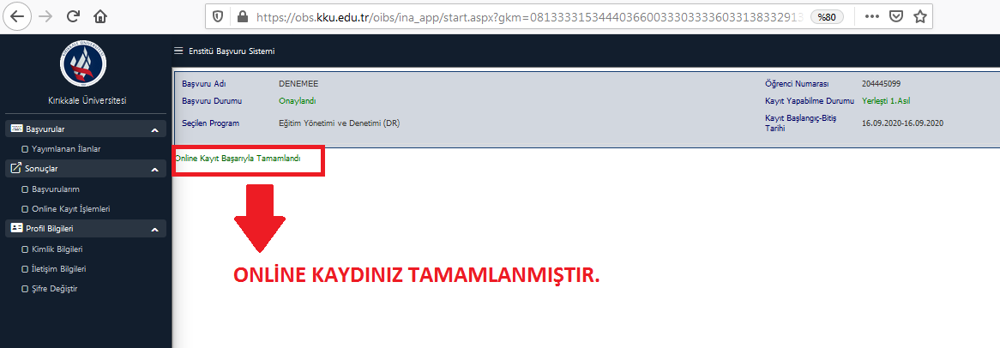 https://obs.kku.edu.tr/oibs/ina_app/start.aspx?gkm=0813333153444036600333033336033138332913
%80
Kırıkkale Üniversitesi
Başvurular
Yayımlanan İlanlar
Sonuçlar
Başvurularım
Online Kayıt İşlemleri
Profil Bilgileri
Kimlik Bilgileri
İletişim Bilgileri
Şifre Değiştir
Enstitü Başvuru Sistemi
Başvuru Adı DENEMEE Öğrenci Numarası 204445099
Başvuru Durumu Onaylandı Kayıt Yapabilme Durumu Yerleşti 1.Asıl
Seçilen Program Eğitim Yönetimi ve Denetimi (DR) Kayıt Başlangıç-Bitiş
Tarihi 16.09.2020-16.09.2020
Online Kayıt Başarıyla Tamamlandı
ONLİNE KAYDINIZ TAMAMLANMIŞTIR.